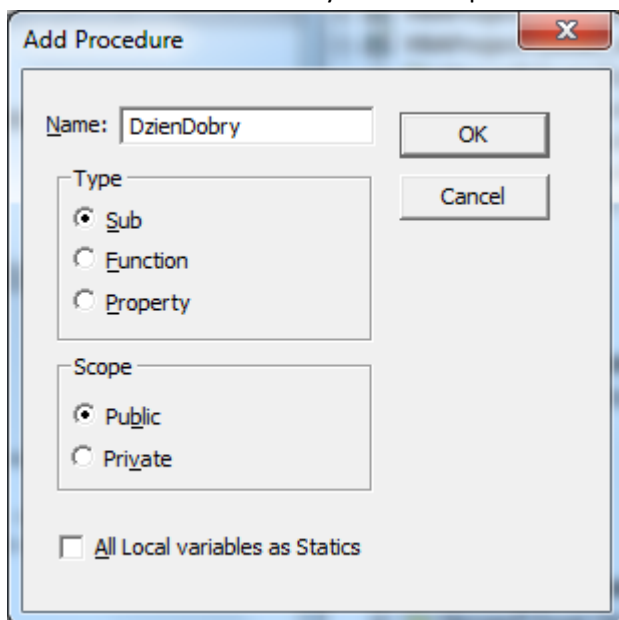 Add Procedure
Name: DzienDobry
OK
Type
Cancel
Sub
Function
Property
Scope
Public
Private
All Local variables as Statics